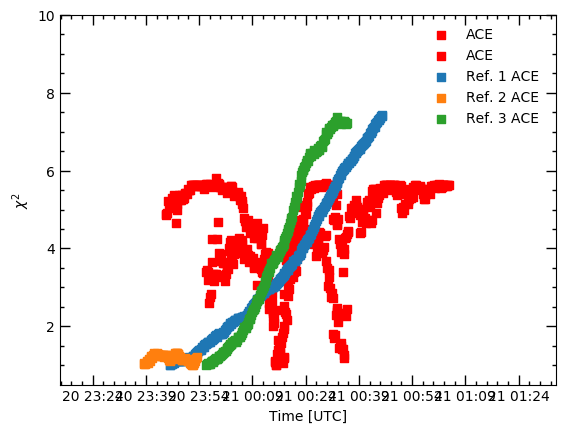 10
8
6
4
2
χ²
ACE
ACE
Ref. 1 ACE
Ref. 2 ACE
Ref. 3 ACE
20 23:24 20 23:39 20 23:54 21 00:09 21 00:24 21 00:39 21 00:54 21 01:09 21 01:24
Time [UTC]